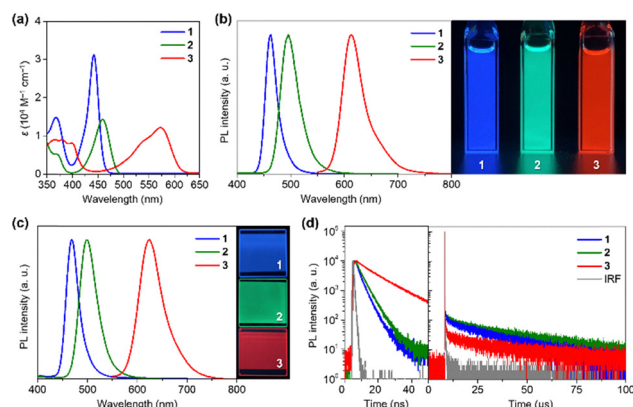 (a)
1
2
3
ε (10⁴ M⁻¹ cm⁻¹)
4
3
2
1
0
350 400 450 500 550 600 650
Wavelength (nm)
(b)
1
2
3
PL intensity (a. u.)
400 500 600 700 800
Wavelength (nm)
1 2 3
(c)
1
2
3
PL intensity (a. u.)
400 500 600 700 800
Wavelength (nm)
1
2
3
(d)
1
2
3
IRF
PL intensity (a. u.)
10⁵
10⁴
10³
10²
10¹
10⁰
0 20 40
Time (ns)
25 50 75 100
Time (μs)